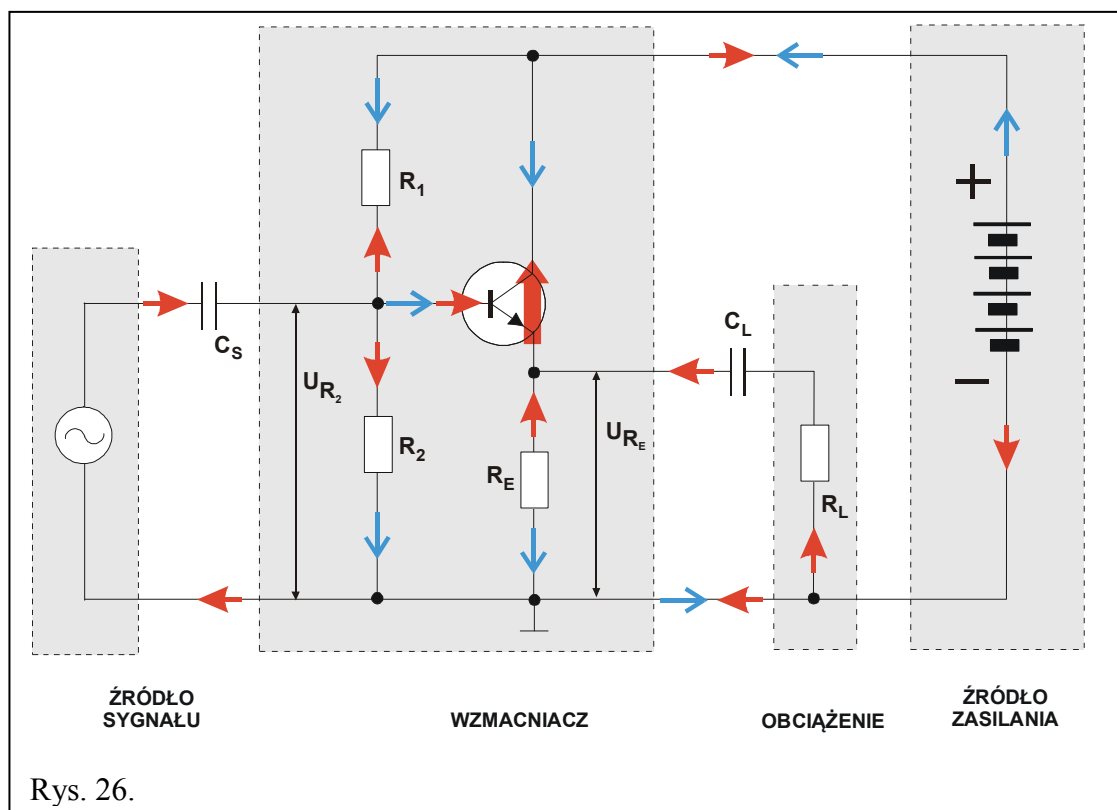 R1
+
CS
CL
UR2
URE
−
R2
RE
RL
ŹRÓDŁO
SYGNAŁU
WZMACNIACZ
OBCIĄŻENIE
ŹRÓDŁO
ZASILANIA
Rys. 26.